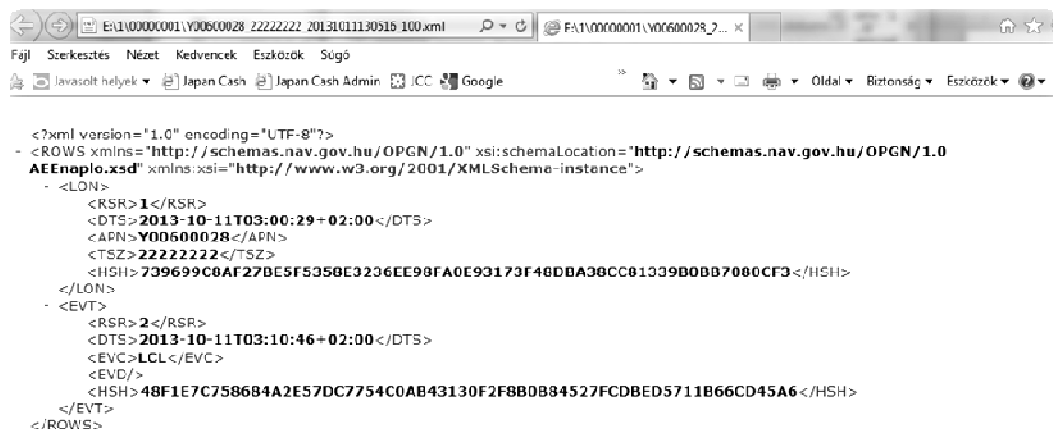 E:\1\00000001\Y00600028_22222222_20131011130516_100.xml
E:\1\00000001\Y00600028_2...
Fájl Szerkesztés Nézet Kedvencek Eszközök Súgó
Javasolt helyek Japan Cash Japan Cash Admin JCC Google Oldal Biztonság Eszközök
<?xml version="1.0" encoding="UTF-8"?>
- <ROWS xmlns="http://schemas.nav.gov.hu/OPGN/1.0" xsi:schemaLocation="http://schemas.nav.gov.hu/OPGN/1.0
AEEnaplo.xsd" xmlns:xsi="http://www.w3.org/2001/XMLSchema-instance">
- <LON>
<RSR>1</RSR>
<DTS>2013-10-11T03:00:29+02:00</DTS>
<APN>Y00600028</APN>
<TSZ>22222222</TSZ>
<HSH>739699C8AF27BE5F5358E3236EE98FA0E93173F48DBA38CC81339B0BB7080CF3</HSH>
</LON>
- <EVT>
<RSR>2</RSR>
<DTS>2013-10-11T03:10:46+02:00</DTS>
<EVC>LCL</EVC>
<EVD/>
<HSH>48F1E7C758684A2E57DC7754C0AB43130F2F8B0B84527FCDBED5711B66CD45A6</HSH>
</EVT>
</ROWS>